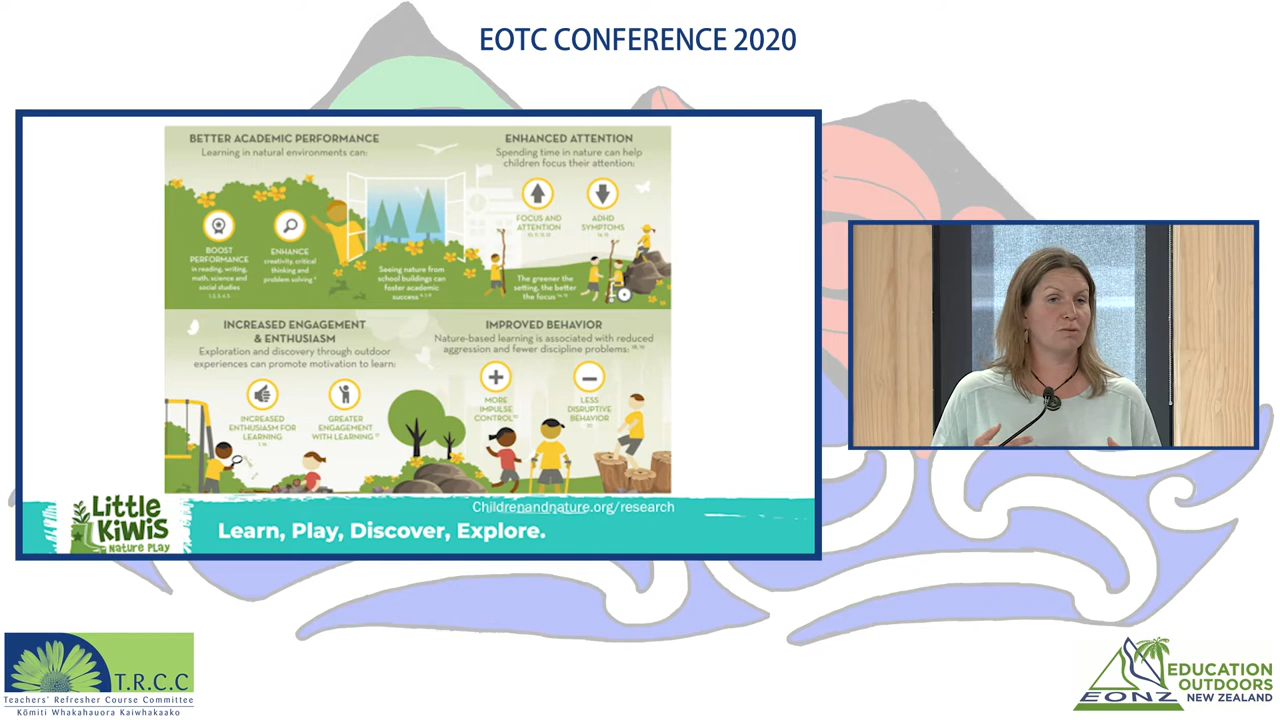 EOTC CONFERENCE 2020
BETTER ACADEMIC PERFORMANCE
Learning in natural environments can:
BOOST
PERFORMANCE
in reading, writing,
math, science and
social studies
ENHANCE
creativity, critical
thinking and
problem solving
Seeing nature from
school buildings can
foster academic
success
ENHANCED ATTENTION
Spending time in nature can help
children focus their attention:
FOCUS AND
ATTENTION
ADHD
SYMPTOMS
The greener the
setting, the better
the focus
INCREASED ENGAGEMENT
& ENTHUSIASM
Exploration and discovery through outdoor
experiences can promote motivation to learn:
INCREASED
ENTHUSIASM FOR
LEARNING
GREATER
ENGAGEMENT
WITH LEARNING
IMPROVED BEHAVIOR
Nature-based learning is associated with reduced
aggression and fewer discipline problems:
MORE
IMPULSE
CONTROL
LESS
DISRUPTIVE
BEHAVIOR
Childrenandnature.org/research
Little
Kiwis
NATURE PLAY
Learn, Play, Discover, Explore.
T.R.C.C
Teachers' Refresher Course Committee
Kōmiti Whakahauora Kaiwhakaako
EONZ
EDUCATION
OUTDOORS
NEW ZEALAND